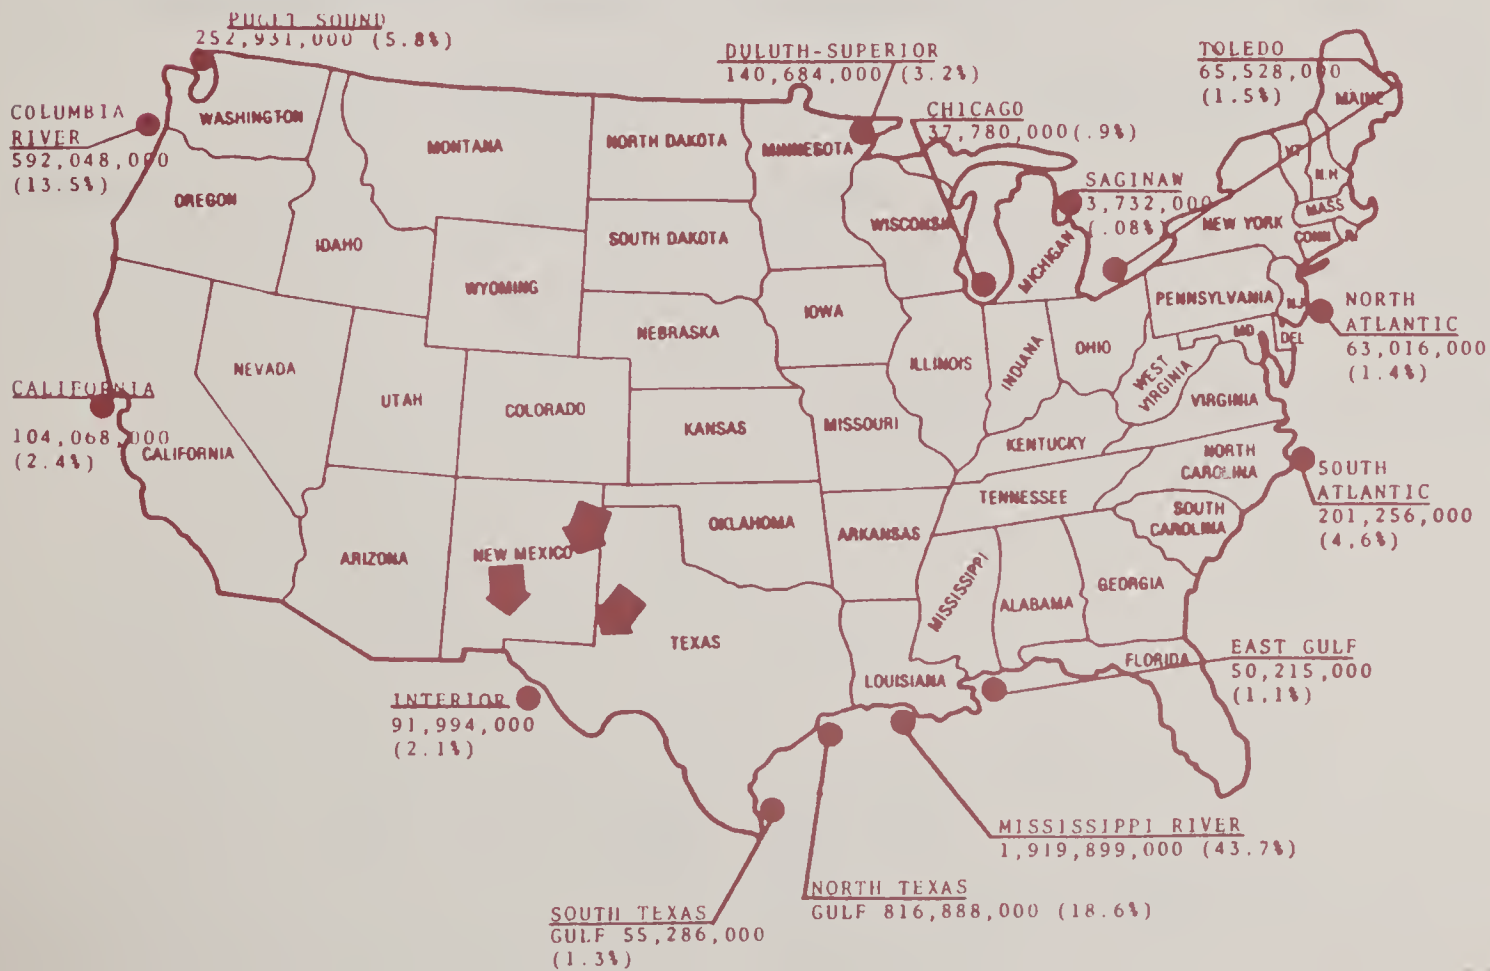 PUGET SOUND
252,931,000 (5.8%)
DULUTH-SUPERIOR
140,684,000 (3.2%)
TOLEDO
65,528,000
(1.5%)
COLUMBIA
RIVER
592,048,000
(13.5%)
CHICAGO
37,780,000(.9%)
SAGINAW
3,732,000
(.08%)
NORTH
ATLANTIC
63,016,000
(1.4%)
CALIFORNIA
104,068,000
(2.4%)
SOUTH
ATLANTIC
201,256,000
(4.6%)
EAST GULF
50,215,000
(1.1%)
INTERIOR
91,994,000
(2.1%)
MISSISSIPPI RIVER
1,919,899,000 (43.7%)
NORTH TEXAS
GULF 816,888,000 (18.6%)
SOUTH TEXAS
GULF 55,286,000
(1.3%)
WASHINGTON
OREGON
IDAHO
MONTANA
WYOMING
NORTH DAKOTA
SOUTH DAKOTA
NEBRASKA
MINNESOTA
WISCONSIN
IOWA
MICHIGAN
ILLINOIS
INDIANA
OHIO
PENNSYLVANIA
NEW YORK
MAINE
VT
N.H
MASS
CONN
RI
N.J
MD
DEL
WEST
VIRGINIA
VIRGINIA
KENTUCKY
NORTH
CAROLINA
TENNESSEE
SOUTH
CAROLINA
GEORGIA
ALABAMA
MISSISSIPPI
FLORIDA
LOUISIANA
ARKANSAS
MISSOURI
KANSAS
OKLAHOMA
TEXAS
NEW MEXICO
COLORADO
UTAH
ARIZONA
NEVADA
CALIFORNIA